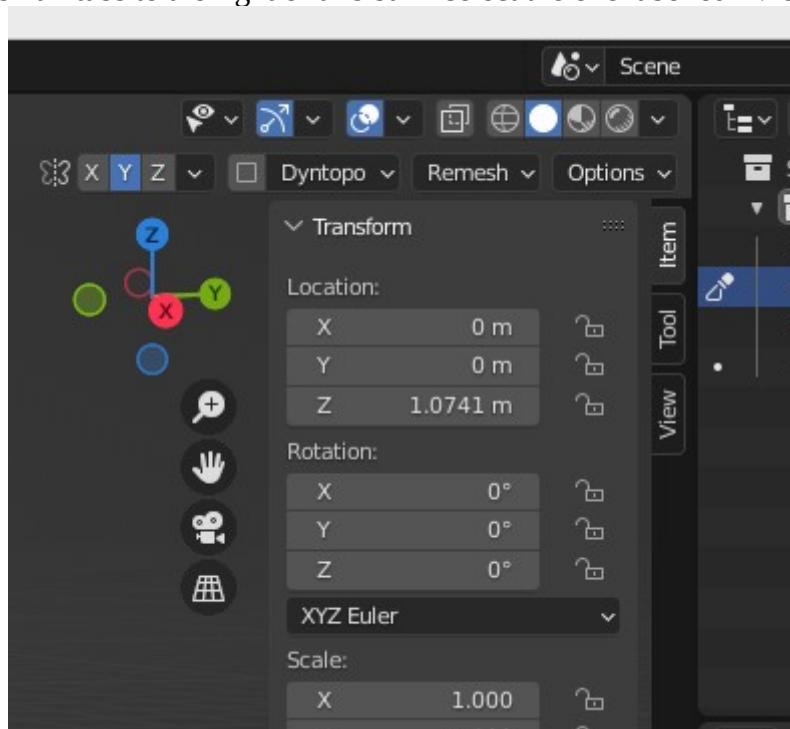 Scene
X Y Z Dyntopo Remesh Options
Transform
Item
Z
Location:
Y
X
X 0 m
Tool
Y 0 m
Z 1.0741 m
View
Rotation:
X 0°
Y 0°
Z 0°
XYZ Euler
Scale:
X 1.000